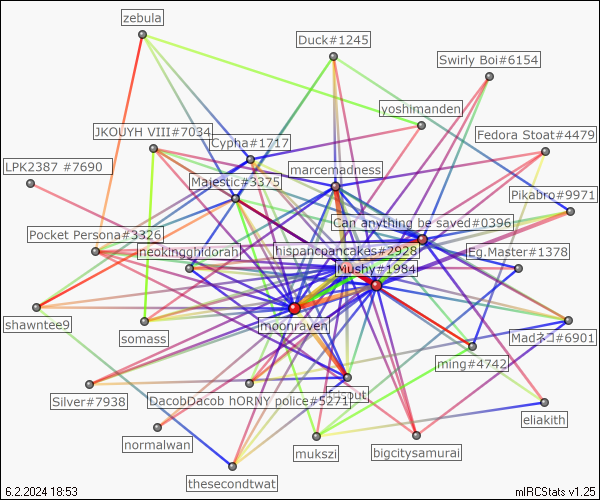 zebula
Duck#1245
Swirly Boi#6154
yoshimanden
JKOUYH VIII#7034
Fedora Stoat#4479
Cypha#1717
LPK2387 #7690
marcemadness
Majestic#3375
Pikabro#9971
Can anything be saved#0396
Pocket Persona#3326
neokingghidorah
hispancpancakes#2928
Eg.Master#1378
Mushy#1984
shawntee9
moonraven
somass
Madネコ#6901
ming#4742
Silver#7938
DacobDacob hORNY police#5271
eliakith
normalwan
mukszi
bigcitysamurai
thesecondtwat
6.2.2024 18:53
mIRCStats v1.25